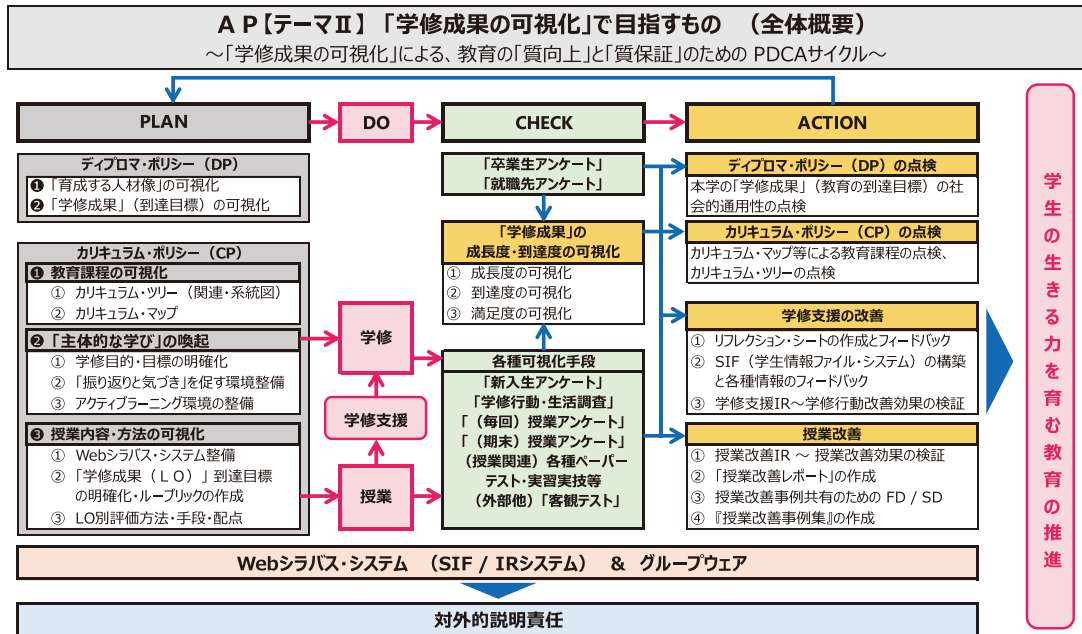 ＡＰ【テーマⅡ】「学修成果の可視化」で目指すもの （全体概要）
～「学修成果の可視化」による、教育の「質向上」と「質保証」のための PDCAサイクル～
PLAN
DO
CHECK
ACTION
ディプロマ・ポリシー（DP）
❶「育成する人材像」の可視化
❷「学修成果」（到達目標）の可視化
カリキュラム・ポリシー（CP）
❶ 教育課程の可視化
① カリキュラム・ツリー（関連・系統図）
② カリキュラム・マップ
❷「主体的な学び」の喚起
① 学修目的・目標の明確化
②「振り返りと気づき」を促す環境整備
③ アクティブラーニング環境の整備
❸ 授業内容・方法の可視化
① Webシラバス・システム整備
②「学修成果（ＬＯ）」到達目標
の明確化・ルーブリックの作成
③ LO別評価方法・手段・配点
学修
学修支援
授業
「卒業生アンケート」
「就職先アンケート」
「学修成果」の
成長度・到達度の可視化
① 成長度の可視化
② 到達度の可視化
③ 満足度の可視化
各種可視化手段
「新入生アンケート」
「学修行動・生活調査」
「（毎回）授業アンケート」
「（期末）授業アンケート」
（授業関連）各種ペーパー
テスト・実習実技等
（外部他）「客観テスト」
ディプロマ・ポリシー（DP）の点検
本学の「学修成果」（教育の到達目標）の社
会的通用性の点検
カリキュラム・ポリシー（CP）の点検
カリキュラム・マップ等による教育課程の点検、
カリキュラム・ツリーの点検
学修支援の改善
① リフレクション・シートの作成とフィードバック
② SIF（学生情報ファイル・システム）の構築
と各種情報のフィードバック
③ 学修支援IR～学修行動改善効果の検証
授業改善
① 授業改善IR ～ 授業改善効果の検証
②「授業改善レポート」の作成
③ 授業改善事例共有のための FD / SD
④『授業改善事例集』の作成
学生の生きる力を育む教育の推進
Webシラバス・システム （SIF / IRシステム） ＆ グループウェア
対外的説明責任